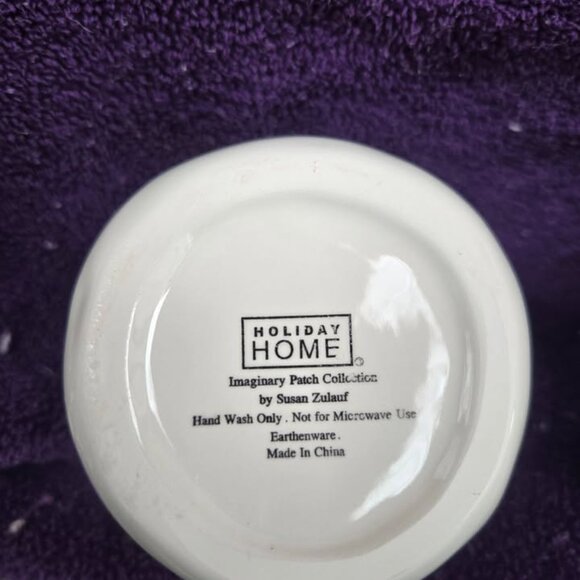 HOLIDAY
HOME
Imaginary Patch Collection
by Susan Zulauf
Hand Wash Only . Not for Microwave Use
Earthenware .
Made In China